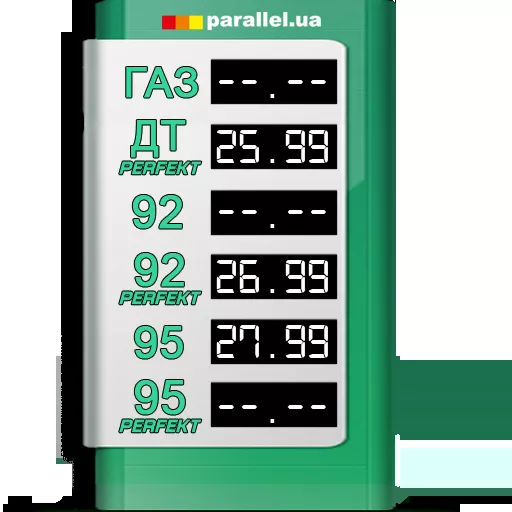 parallel.ua
ГАЗ --.--
ДТ 25.99
PERFEKT
92 --.--
92 26.99
PERFEKT
95 27.99
95 --.--
PERFEKT